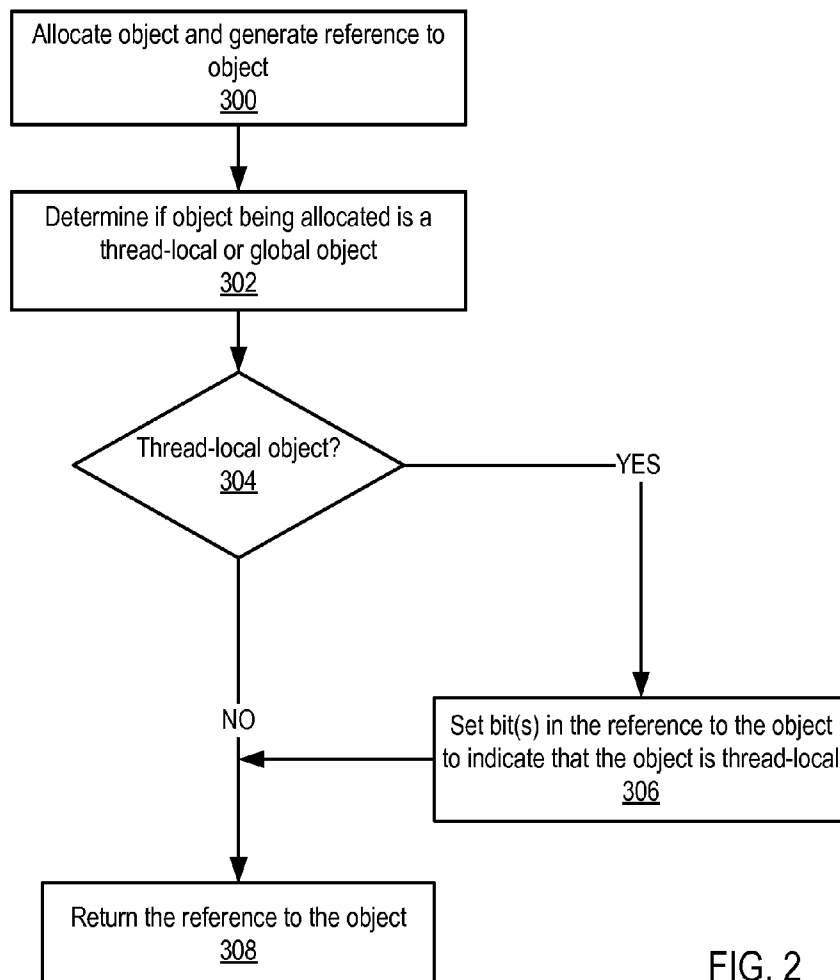 Allocate object and generate reference to
object
300
Determine if object being allocated is a
thread-local or global object
302
Thread-local object?
304
YES
NO
Set bit(s) in the reference to the object
to indicate that the object is thread-local
306
Return the reference to the object
308
FIG. 2